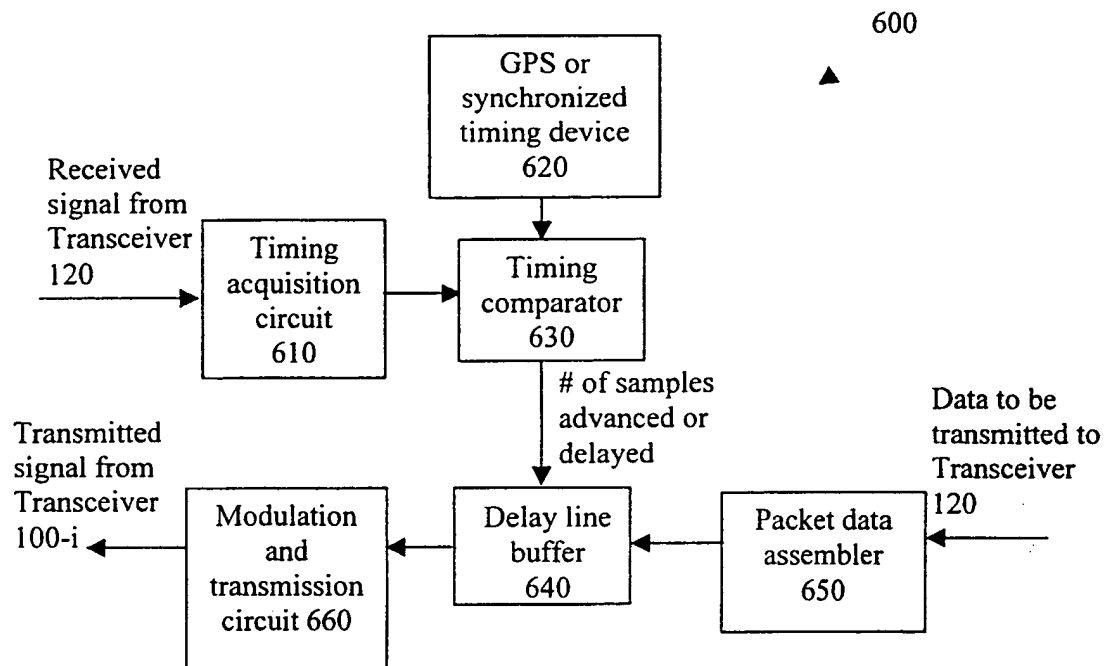 600
GPS or
synchronized
timing device
620
Received
signal from
Transceiver
120
Timing
acquisition
circuit
610
Timing
comparator
630
# of samples
advanced or
delayed
Data to be
transmitted to
Transceiver
120
Transmitted
signal from
Transceiver
100-i
Modulation
and
transmission
circuit 660
Delay line
buffer
640
Packet data
assembler
650